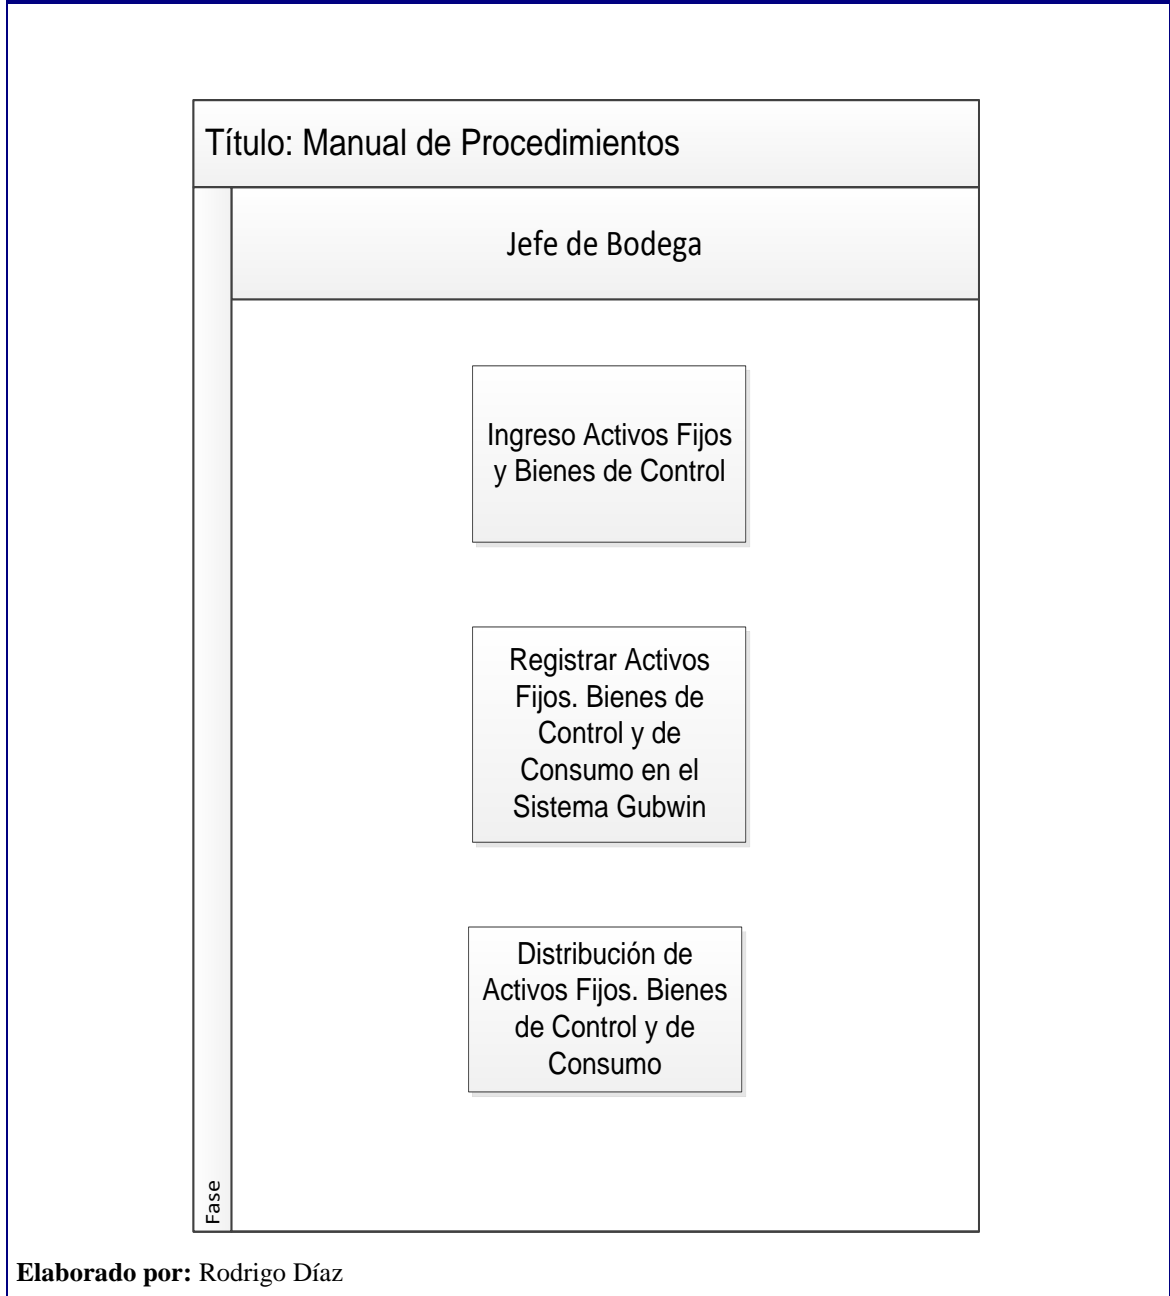 Título: Manual de Procedimientos
Jefe de Bodega
Ingreso Activos Fijos
y Bienes de Control
Registrar Activos
Fijos. Bienes de
Control y de
Consumo en el
Sistema Gubwin
Distribución de
Activos Fijos. Bienes
de Control y de
Consumo
Fase
Elaborado por: Rodrigo Díaz